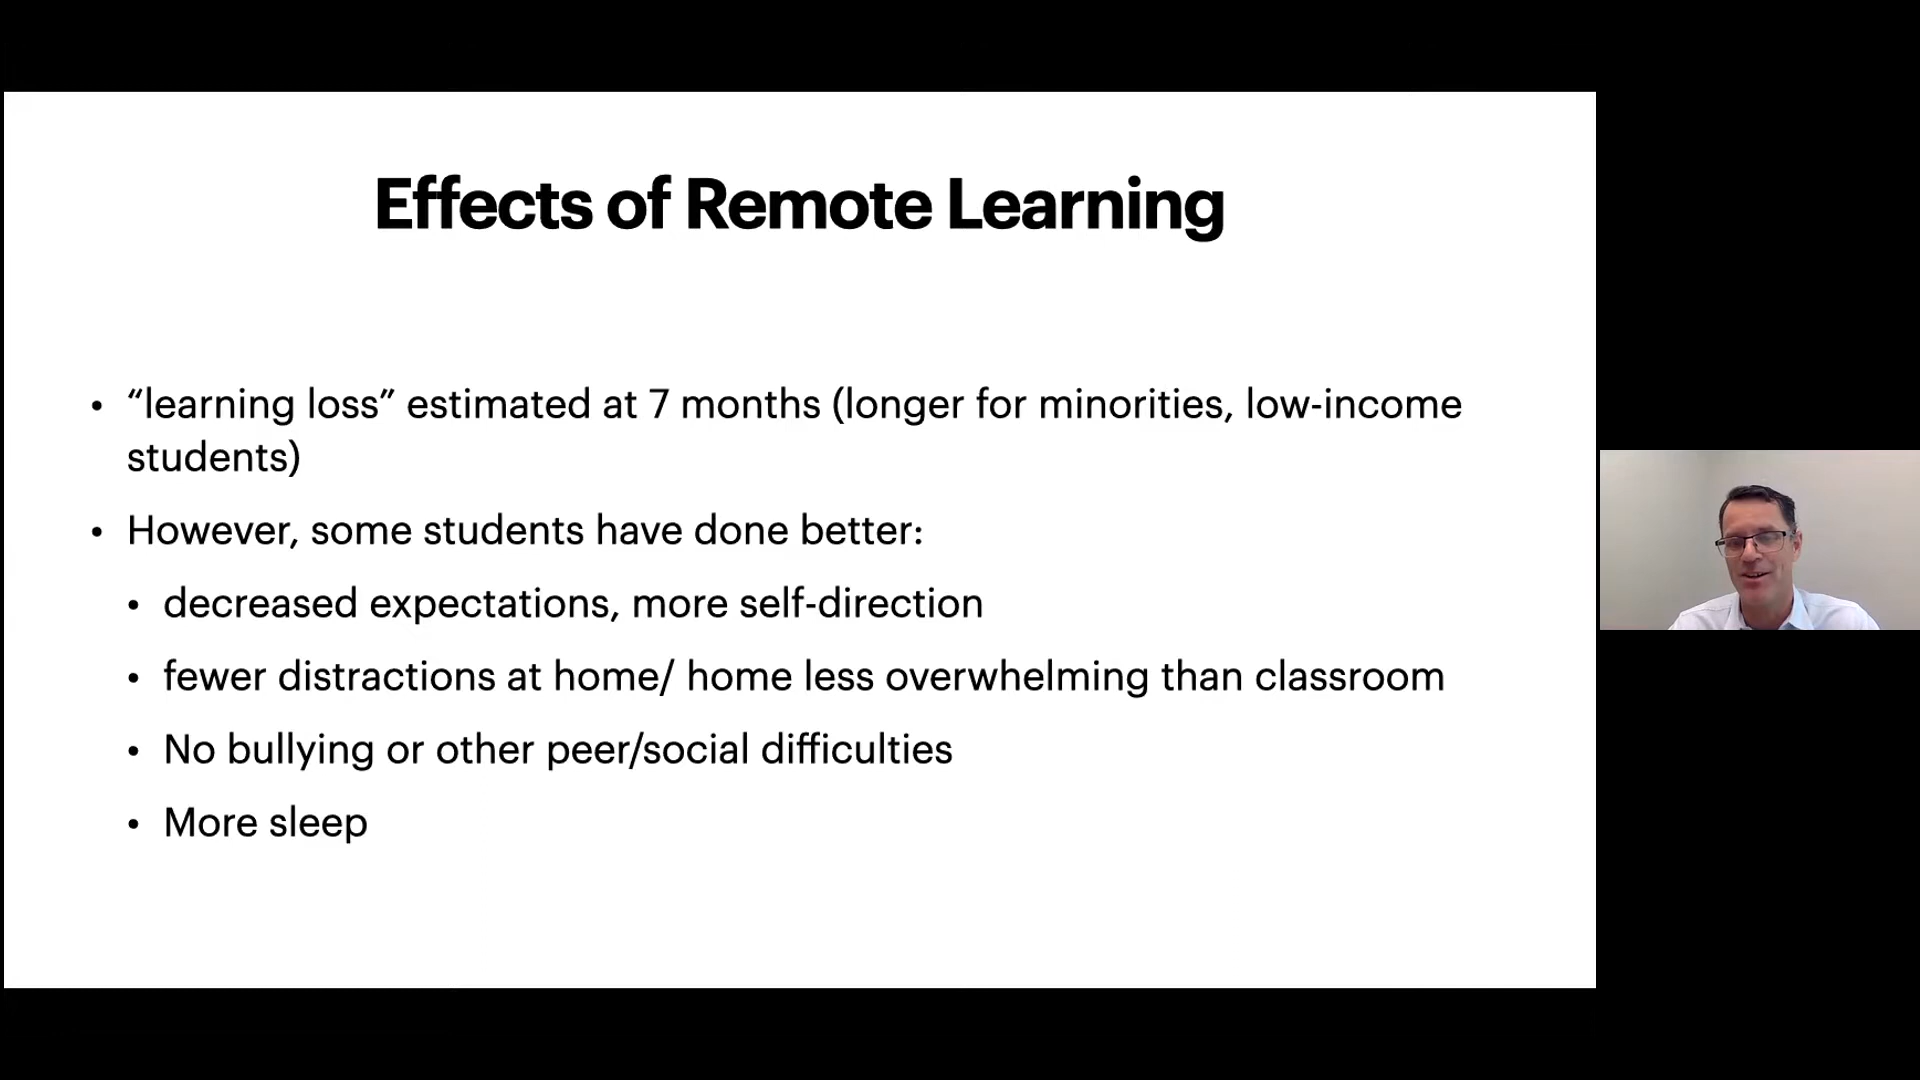 Effects of Remote Learning
• “learning loss” estimated at 7 months (longer for minorities, low-income
students)
• However, some students have done better:
• decreased expectations, more self-direction
• fewer distractions at home/ home less overwhelming than classroom
• No bullying or other peer/social difficulties
• More sleep